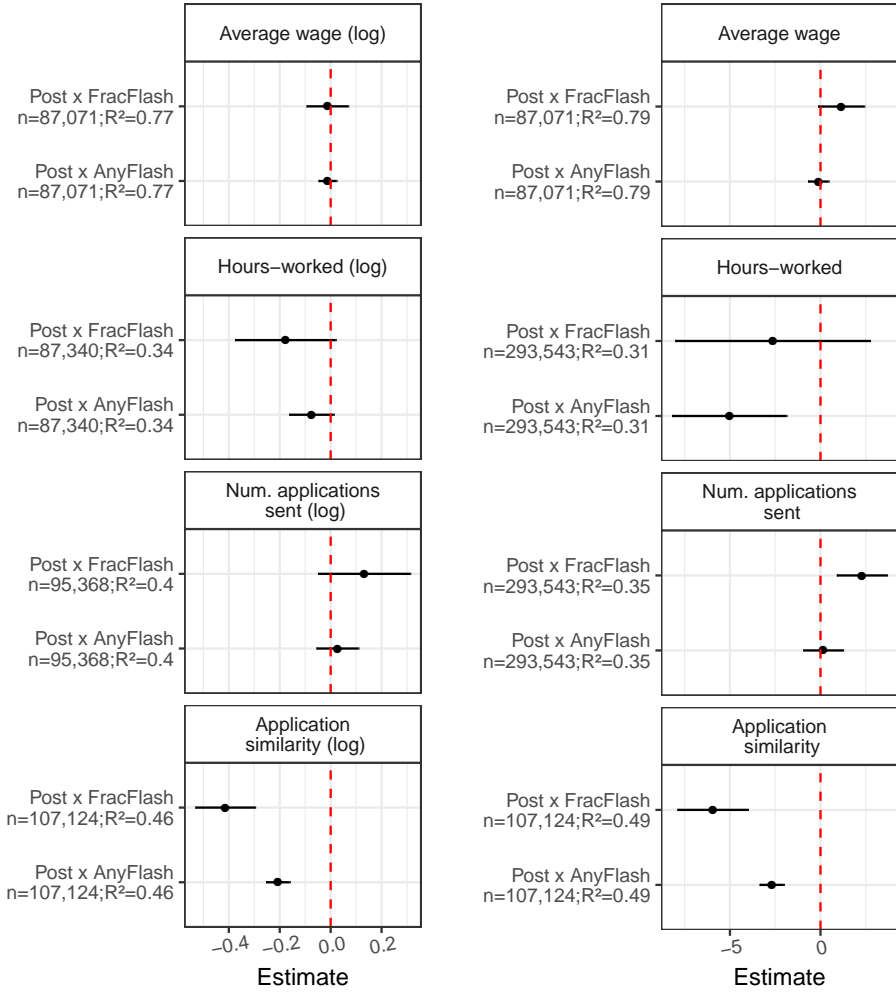 Average wage (log)
Post x FracFlash
n=87,071;R²=0.77
Post x AnyFlash
n=87,071;R²=0.77
Hours−worked (log)
Post x FracFlash
n=87,340;R²=0.34
Post x AnyFlash
n=87,340;R²=0.34
Num. applications
sent (log)
Post x FracFlash
n=95,368;R²=0.4
Post x AnyFlash
n=95,368;R²=0.4
Application
similarity (log)
Post x FracFlash
n=107,124;R²=0.46
Post x AnyFlash
n=107,124;R²=0.46
−0.4 −0.2 0.0 0.2
Estimate
Average wage
Post x FracFlash
n=87,071;R²=0.79
Post x AnyFlash
n=87,071;R²=0.79
Hours−worked
Post x FracFlash
n=293,543;R²=0.31
Post x AnyFlash
n=293,543;R²=0.31
Num. applications
sent
Post x FracFlash
n=293,543;R²=0.35
Post x AnyFlash
n=293,543;R²=0.35
Application
similarity
Post x FracFlash
n=107,124;R²=0.49
Post x AnyFlash
n=107,124;R²=0.49
−5 0
Estimate